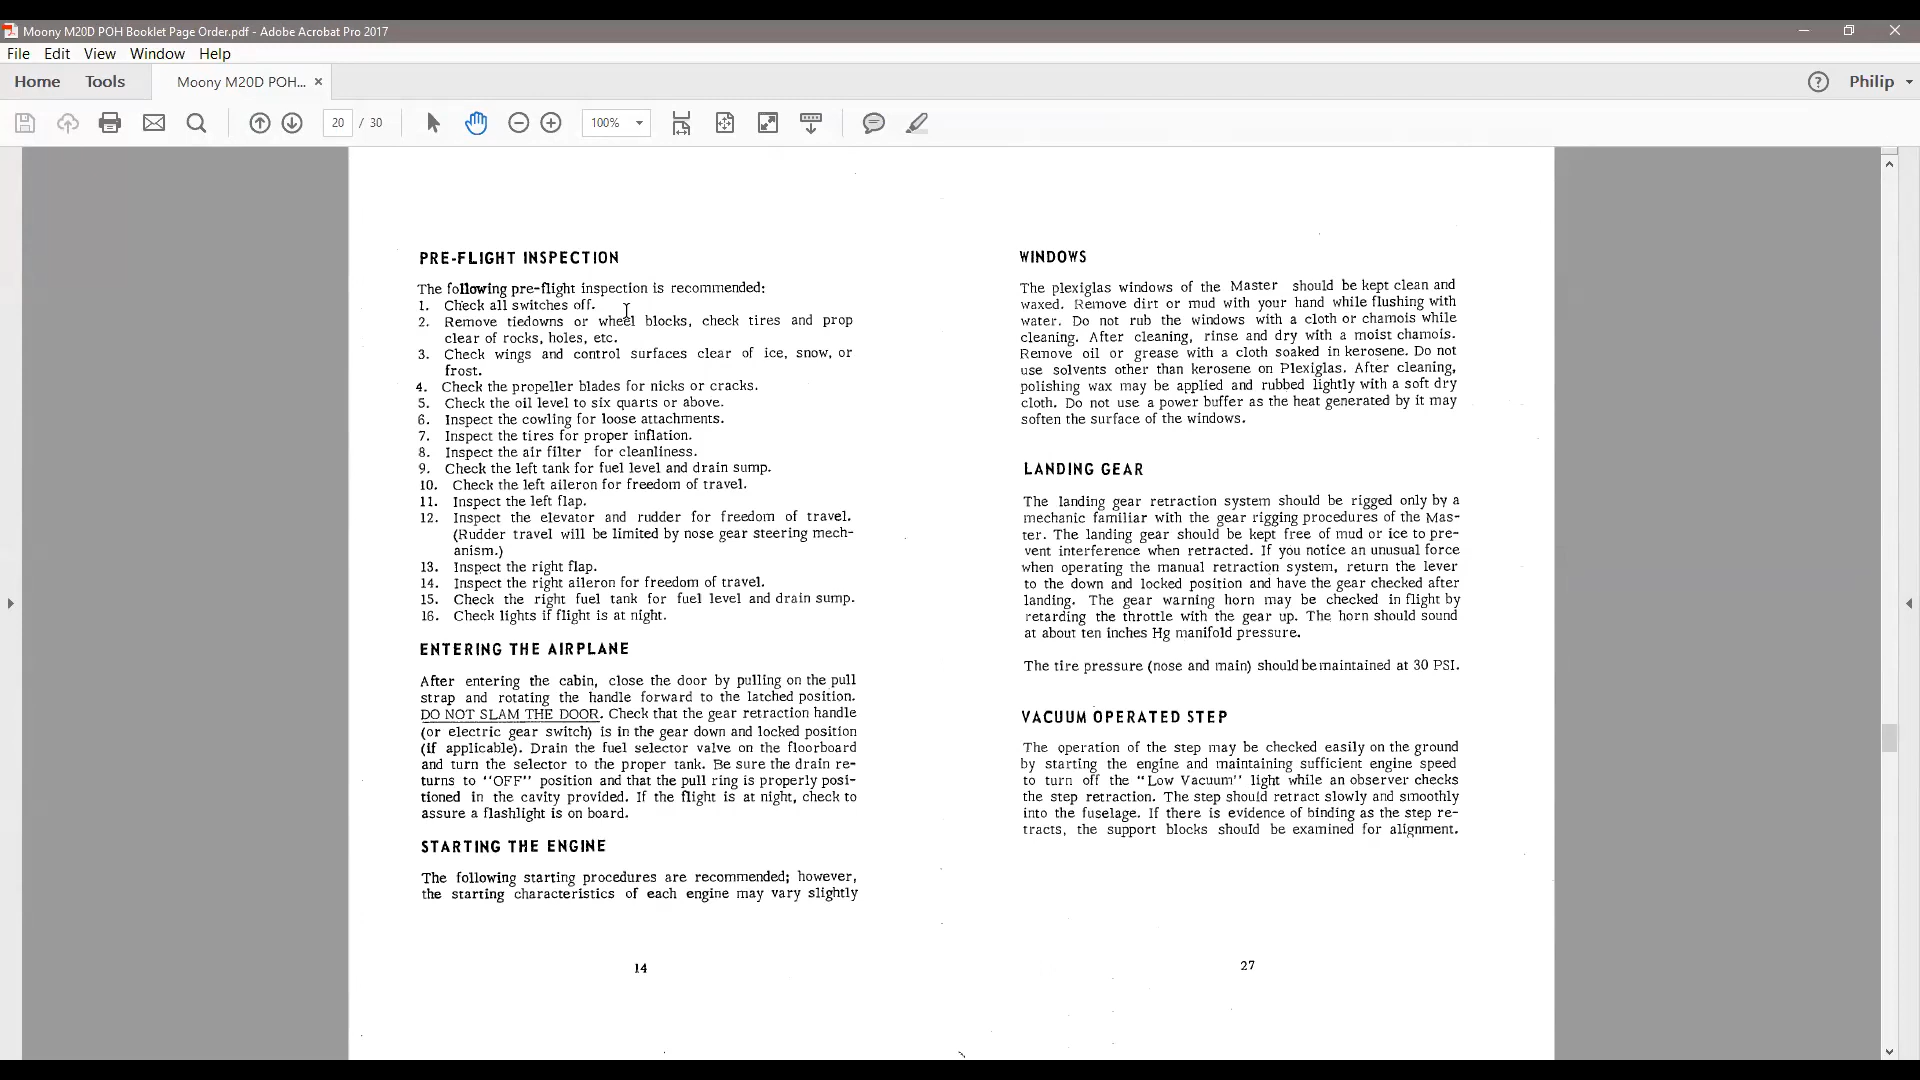 Moony M20D POH Booklet Page Order.pdf - Adobe Acrobat Pro 2017
File Edit View Window Help
Home Tools Moony M20D POH... × Philip
20 / 30 100%
PRE-FLIGHT INSPECTION
The following pre-flight inspection is recommended:
1. Check all switches off.
2. Remove tiedowns or wheel blocks, check tires and prop
clear of rocks, holes, etc.
3. Check wings and control surfaces clear of ice, snow, or
frost.
4. Check the propeller blades for nicks or cracks.
5. Check the oil level to six quarts or above.
6. Inspect the cowling for loose attachments.
7. Inspect the tires for proper inflation.
8. Inspect the air filter for cleanliness.
9. Check the left tank for fuel level and drain sump.
10. Check the left aileron for freedom of travel.
11. Inspect the left flap.
12. Inspect the elevator and rudder for freedom of travel.
(Rudder travel will be limited by nose gear steering mech-
anism.)
13. Inspect the right flap.
14. Inspect the right aileron for freedom of travel.
15. Check the right fuel tank for fuel level and drain sump.
16. Check lights if flight is at night.
ENTERING THE AIRPLANE
After entering the cabin, close the door by pulling on the pull
strap and rotating the handle forward to the latched position.
DO NOT SLAM THE DOOR. Check that the gear retraction handle
(or electric gear switch) is in the gear down and locked position
(if applicable). Drain the fuel selector valve on the floorboard
and turn the selector to the proper tank. Be sure the drain re-
turns to "OFF" position and that the pull ring is properly posi-
tioned in the cavity provided. If the flight is at night, check to
assure a flashlight is on board.
STARTING THE ENGINE
The following starting procedures are recommended; however,
the starting characteristics of each engine may vary slightly
14
WINDOWS
The plexiglas windows of the Master should be kept clean and
waxed. Remove dirt or mud with your hand while flushing with
water. Do not rub the windows with a cloth or chamois while
cleaning. After cleaning, rinse and dry with a moist chamois.
Remove oil or grease with a cloth soaked in kerosene. Do not
use solvents other than kerosene on Plexiglas. After cleaning,
polishing wax may be applied and rubbed lightly with a soft dry
cloth. Do not use a power buffer as the heat generated by it may
soften the surface of the windows.
LANDING GEAR
The landing gear retraction system should be rigged only by a
mechanic familiar with the gear rigging procedures of the Mas-
ter. The landing gear should be kept free of mud or ice to pre-
vent interference when retracted. If you notice an unusual force
when operating the manual retraction system, return the lever
to the down and locked position and have the gear checked after
landing. The gear warning horn may be checked in flight by
retarding the throttle with the gear up. The horn should sound
at about ten inches Hg manifold pressure.
The tire pressure (nose and main) should be maintained at 30 PSI.
VACUUM OPERATED STEP
The operation of the step may be checked easily on the ground
by starting the engine and maintaining sufficient engine speed
to turn off the "Low Vacuum" light while an observer checks
the step retraction. The step should retract slowly and smoothly
into the fuselage. If there is evidence of binding as the step re-
tracts, the support blocks should be examined for alignment.
27